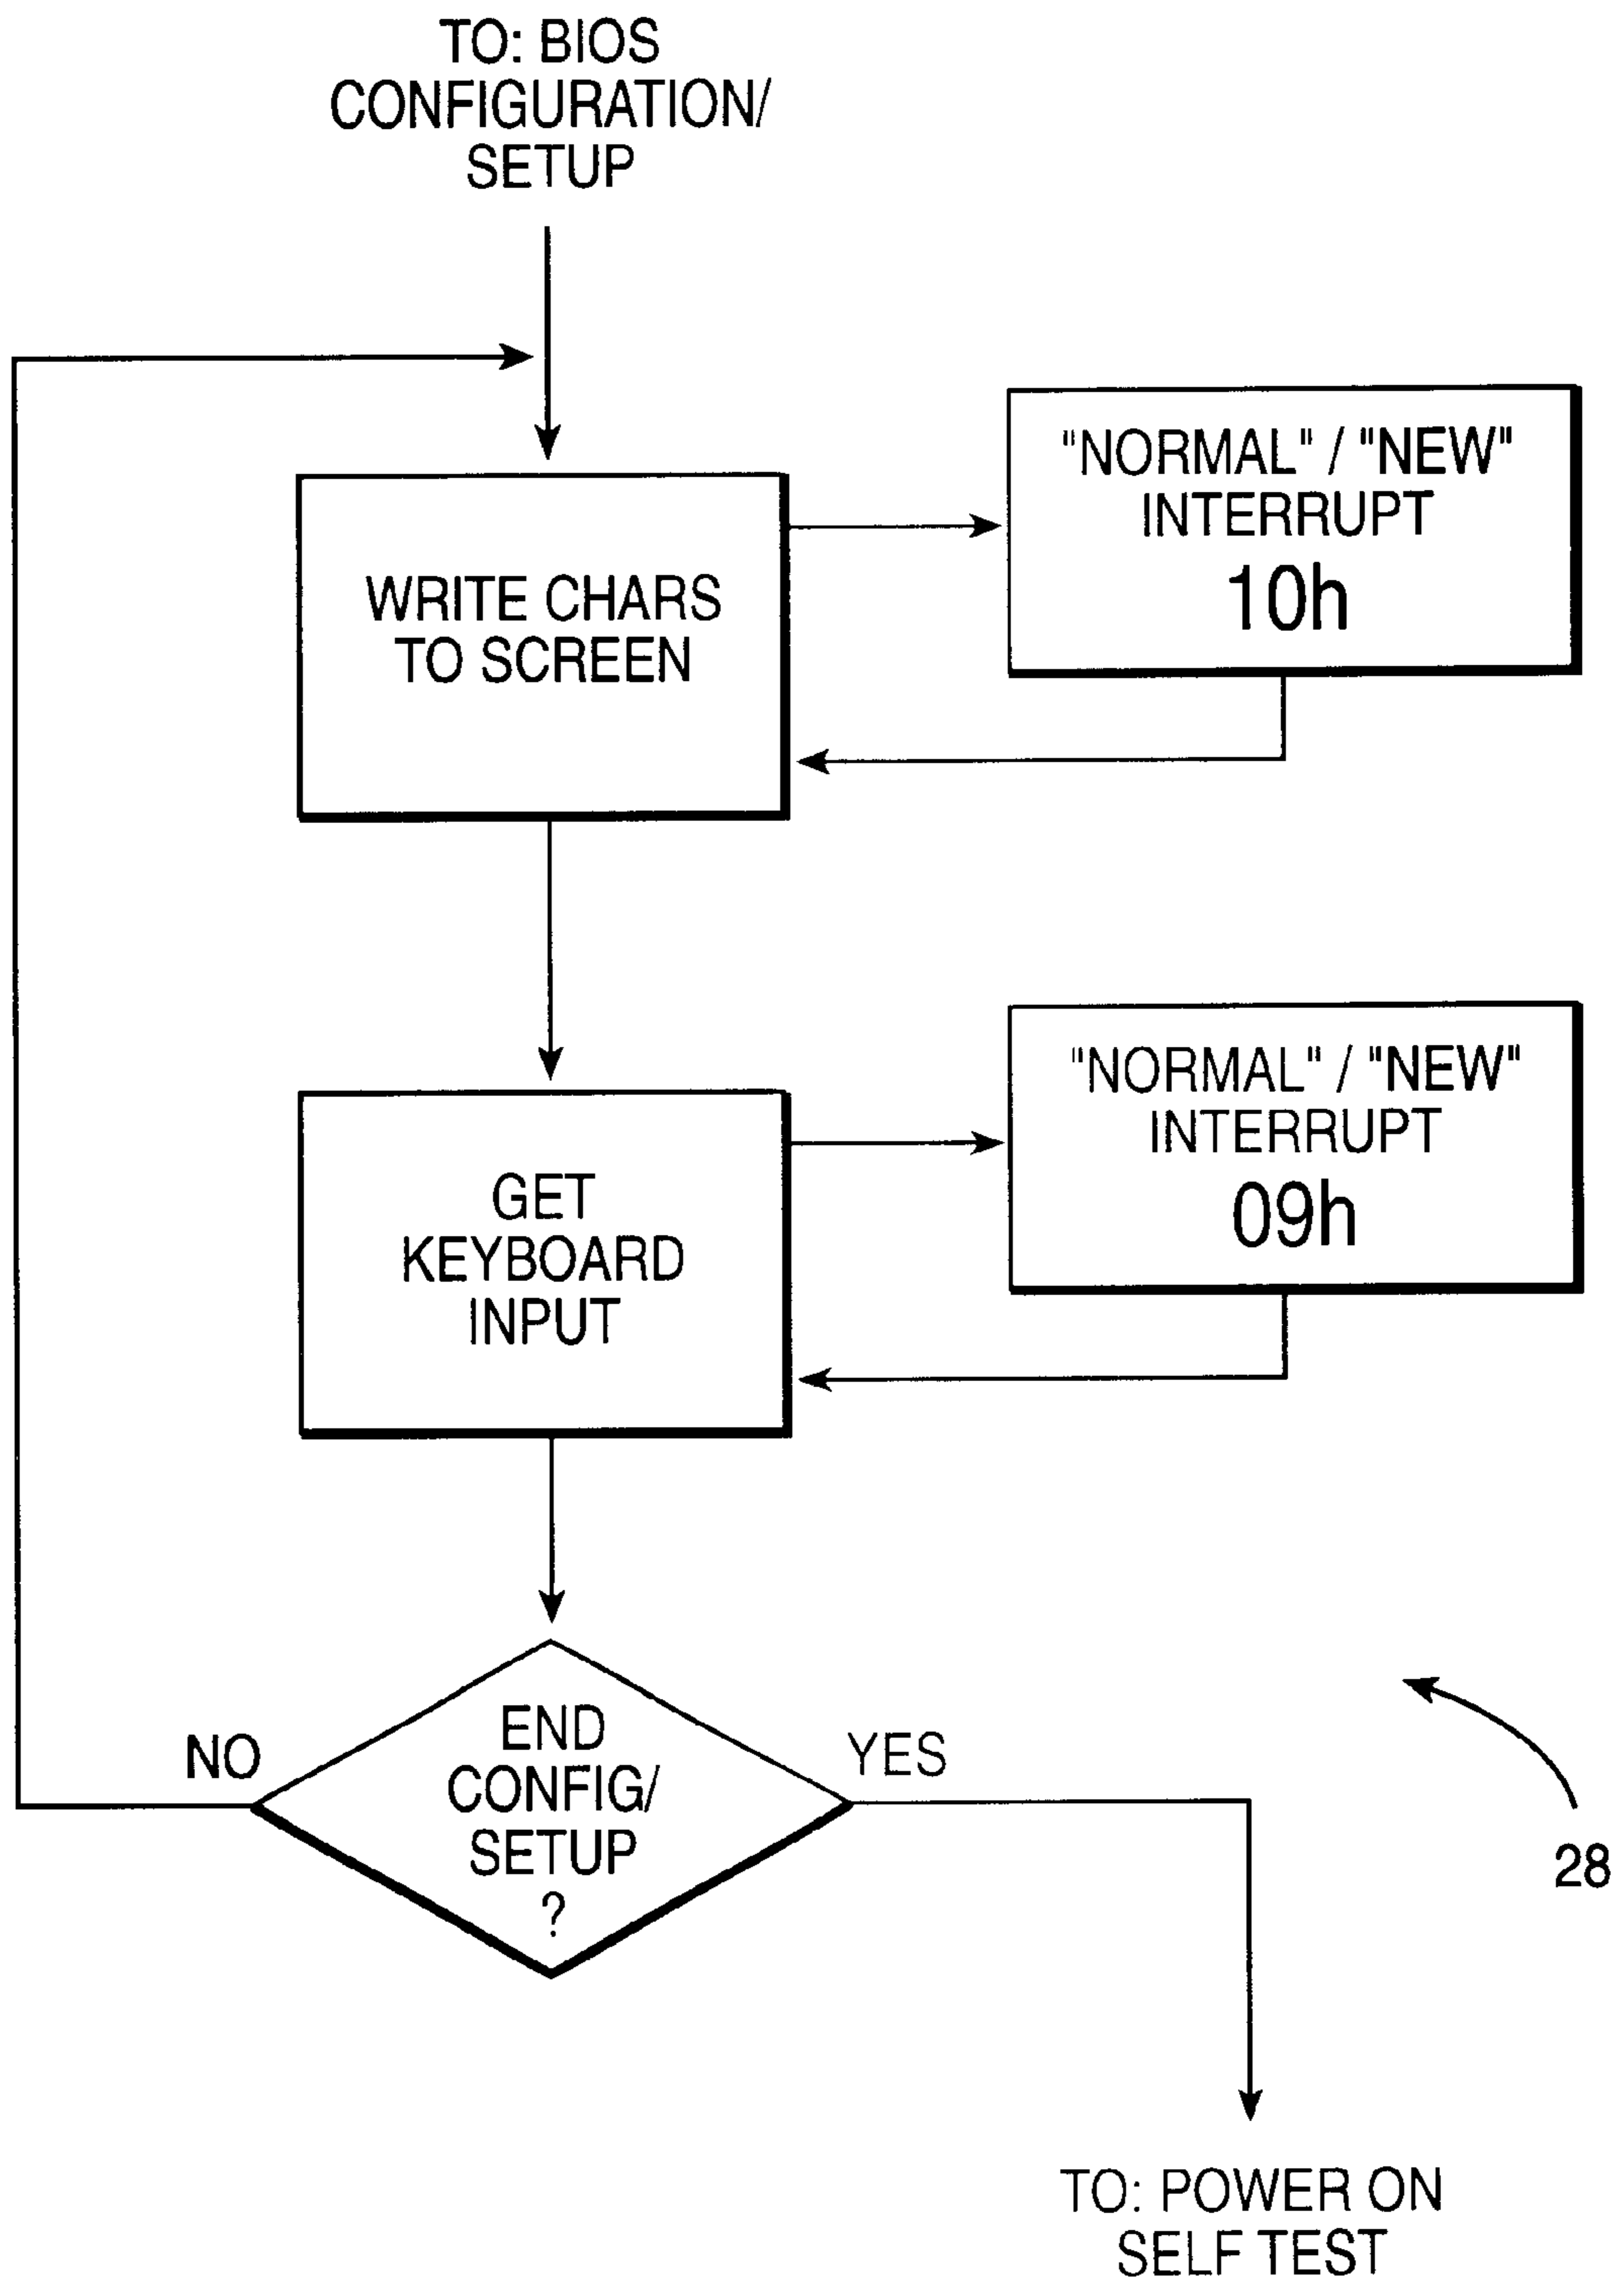 TO: BIOS
CONFIGURATION/
SETUP
"NORMAL" / "NEW"
INTERRUPT
10h
WRITE CHARS
TO SCREEN
"NORMAL" / "NEW"
INTERRUPT
09h
GET
KEYBOARD
INPUT
NO
END
CONFIG/
SETUP
?
YES
28
TO: POWER ON
SELF TEST